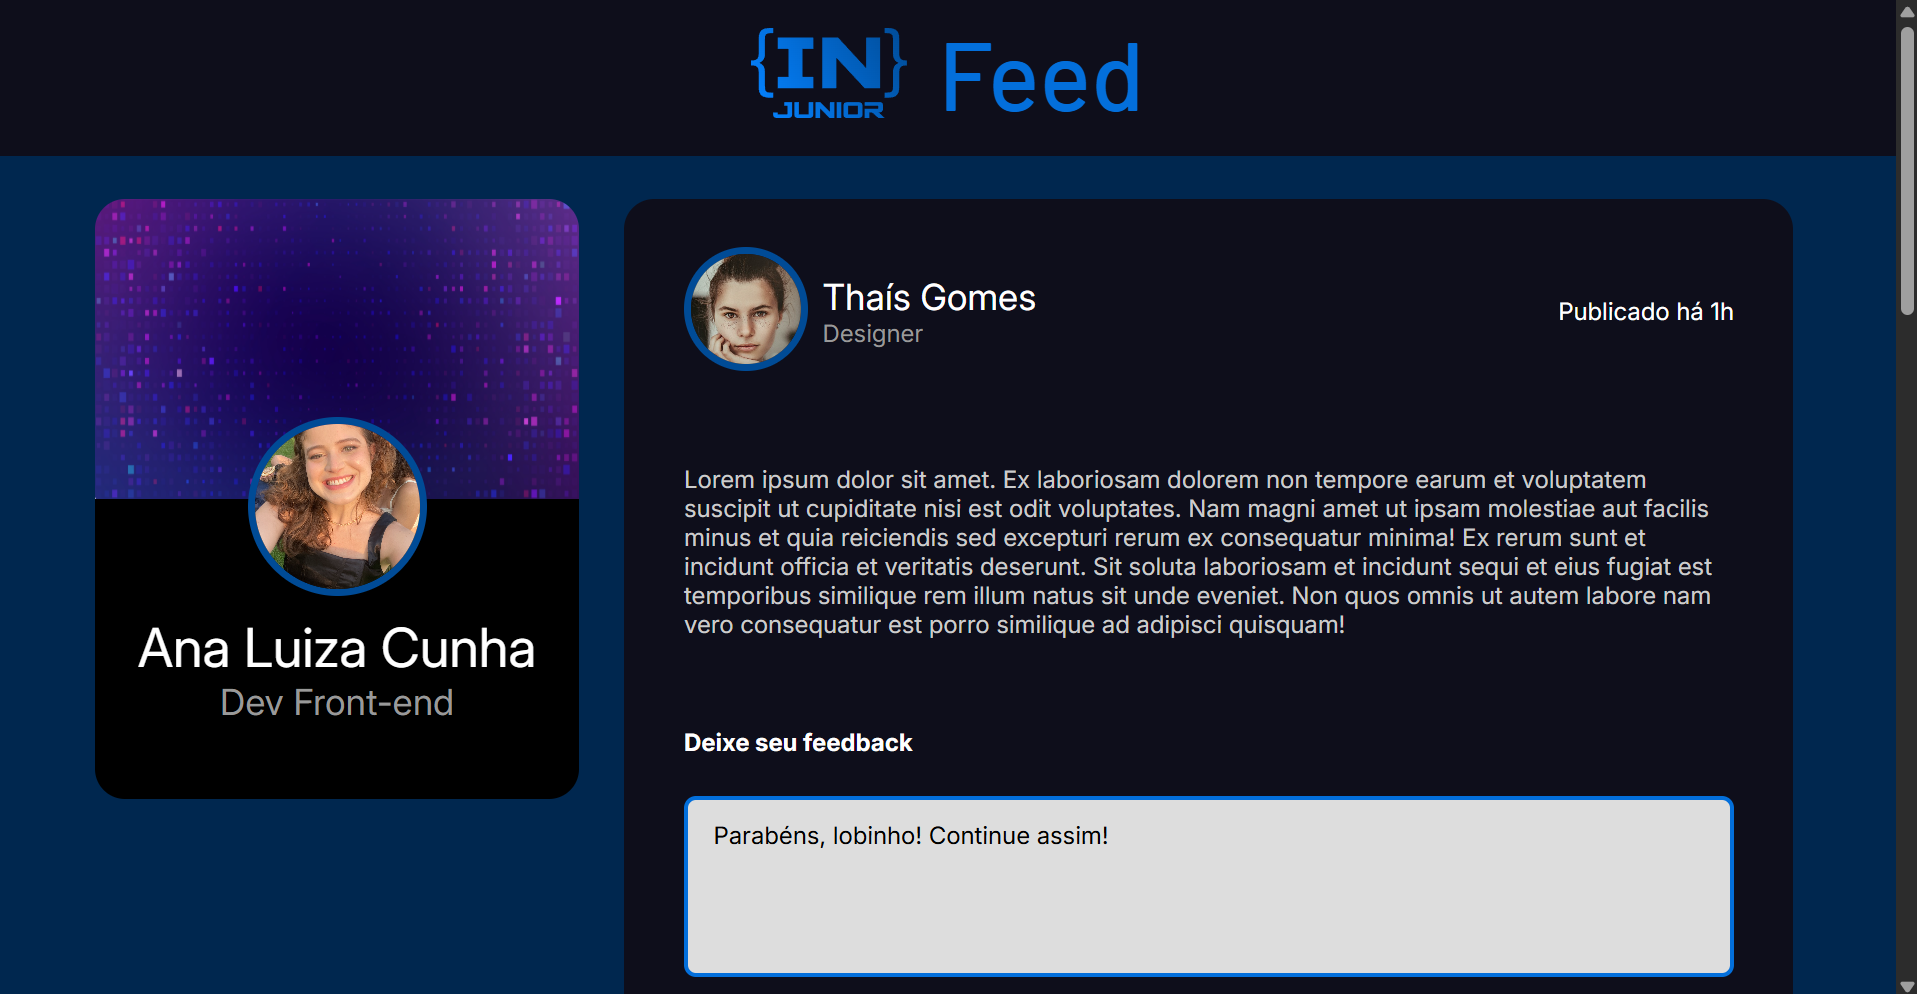 {IN}
JUNIOR
Feed
Ana Luiza Cunha
Dev Front-end
Thaís Gomes
Designer
Publicado há 1h
Lorem ipsum dolor sit amet. Ex laboriosam dolorem non tempore earum et voluptatem
suscipit ut cupiditate nisi est odit voluptates. Nam magni amet ut ipsam molestiae aut facilis
minus et quia reiciendis sed excepturi rerum ex consequatur minima! Ex rerum sunt et
incidunt officia et veritatis deserunt. Sit soluta laboriosam et incidunt sequi et eius fugiat est
temporibus similique rem illum natus sit unde eveniet. Non quos omnis ut autem labore nam
vero consequatur est porro similique ad adipisci quisquam!
Deixe seu feedback
Parabéns, lobinho! Continue assim!